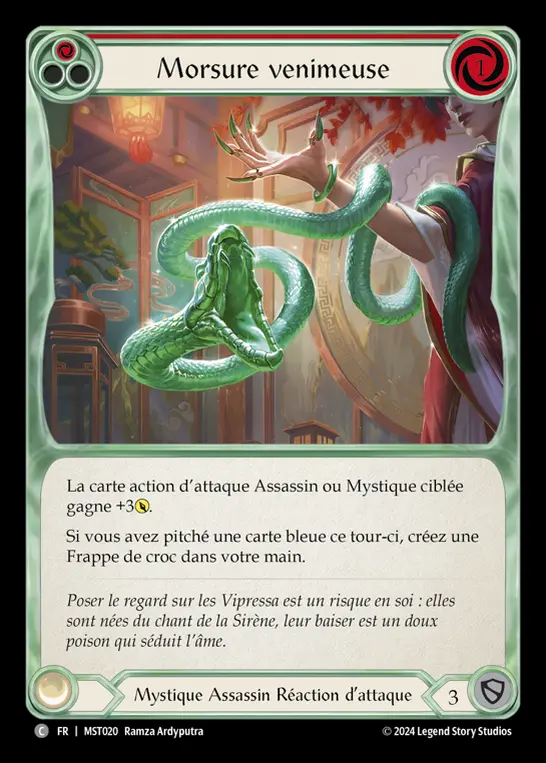 Morsure venimeuse
1
La carte action d'attaque Assassin ou Mystique ciblée
gagne +3.
Si vous avez pitché une carte bleue ce tour-ci, créez une
Frappe de croc dans votre main.
Poser le regard sur les Vipressa est un risque en soi : elles
sont nées du chant de la Sirène, leur baiser est un doux
poison qui séduit l'âme.
Mystique Assassin Réaction d'attaque
3
C FR | MST020 Ramza Ardyputra
© 2024 Legend Story Studios